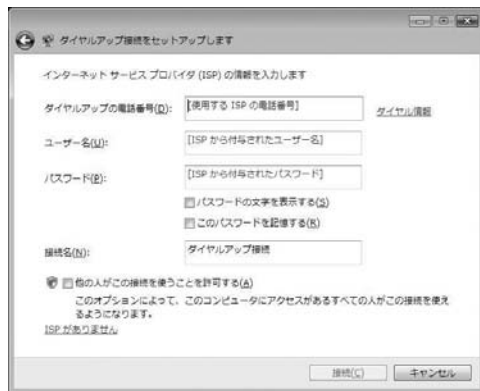 ダイヤルアップ接続をセットアップします
インターネット サービス プロバイダ (ISP) の情報を入力します
ダイヤルアップの電話番号(D):
[使用する ISP の電話番号]
ダイヤル情報
ユーザー名(U):
[ISP から付与されたユーザー名]
パスワード(P):
[ISP から付与されたパスワード]
パスワードの文字を表示する(S)
このパスワードを記憶する(R)
接続名(N):
ダイヤルアップ接続
他の人がこの接続を使うことを許可する(A)
このオプションによって、このコンピュータにアクセスがあるすべての人がこの接続を使え
るようになります。
ISP がありません
接続(C)
キャンセル